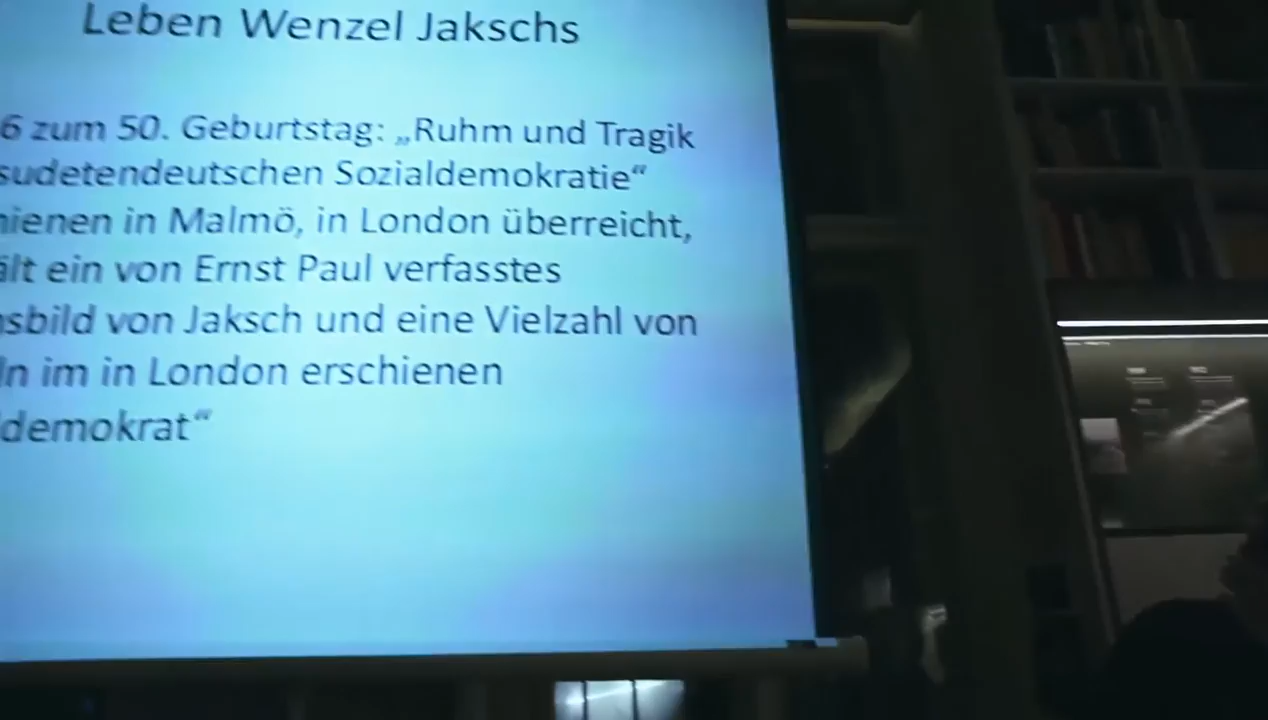 Leben Wenzel Jakschs
6 zum 50. Geburtstag: „Ruhm und Tragik
sudetendeutschen Sozialdemokratie“
ienen in Malmö, in London überreicht,
ält ein von Ernst Paul verfasstes
sbild von Jaksch und eine Vielzahl von
ln im in London erschienen
demokrat“